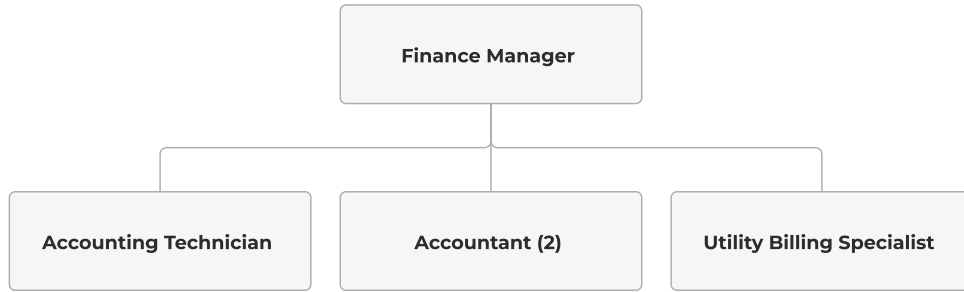 Finance Manager
Accounting Technician
Accountant (2)
Utility Billing Specialist